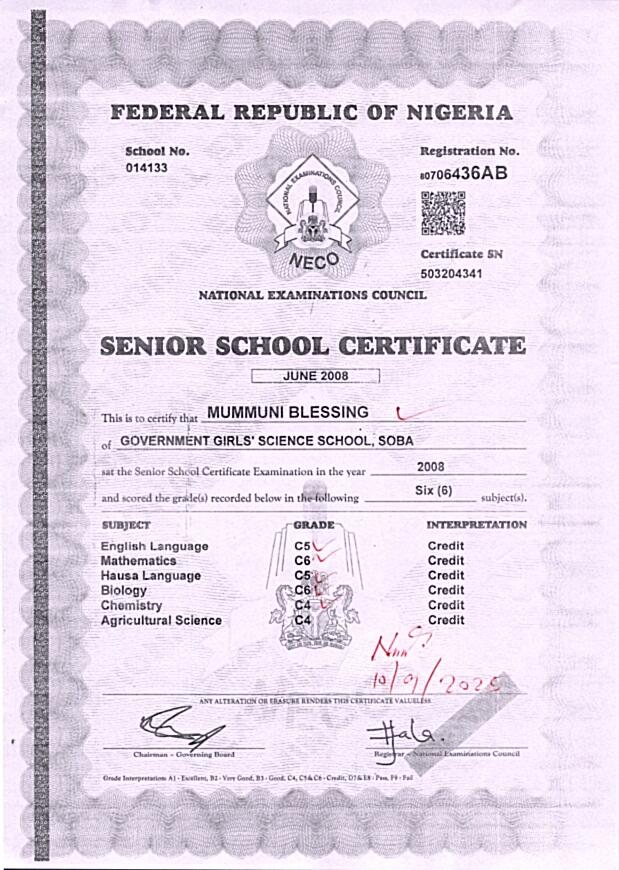 FEDERAL REPUBLIC OF NIGERIA
School No.
014133
Registration No.
80706436AB
NATIONAL EXAMINATIONS COUNCIL
NECO
Certificate SN
503204341
NATIONAL EXAMINATIONS COUNCIL
SENIOR SCHOOL CERTIFICATE
JUNE 2008
This is to certify that MUMMUNI BLESSING
of GOVERNMENT GIRLS' SCIENCE SCHOOL, SOBA
sat the Senior School Certificate Examination in the year 2008
and scored the grade(s) recorded below in the following Six (6) subject(s).
SUBJECT GRADE INTERPRETATION
English Language C5 Credit
Mathematics C6 Credit
Hausa Language C5 Credit
Biology C6 Credit
Chemistry C4 Credit
Agricultural Science C4 Credit
10/9/2025
ANY ALTERATION OR ERASURE RENDERS THIS CERTIFICATE VALUELESS.
Chairman - Governing Board
Registrar - National Examinations Council
Grade Interpretation: A1 - Excellent, B2 - Very Good, B3 - Good, C4, C5 & C6 - Credit, D7 & E8 - Pass, F9 - Fail